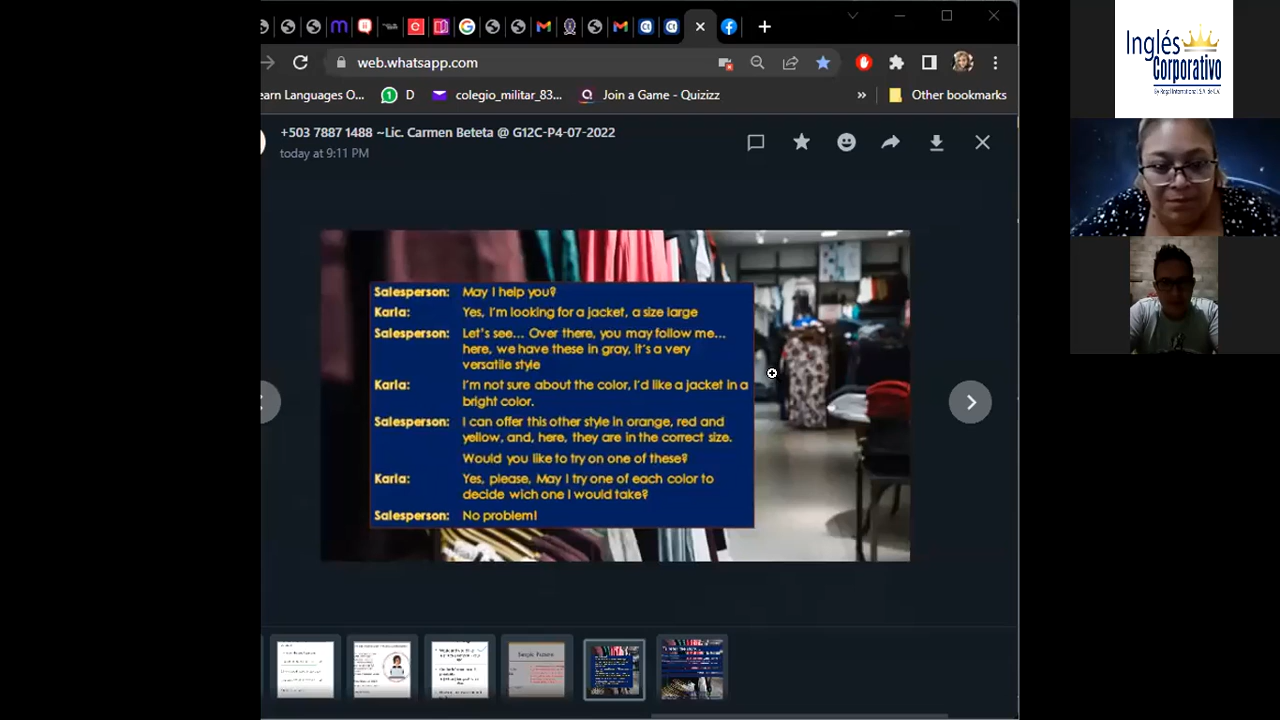 web.whatsapp.com
earn Languages O...
1
D
colegio_militar_83...
Join a Game - Quizizz
»
Other bookmarks
+503 7887 1488 ~Lic. Carmen Beteta @ G12C-P4-07-2022
today at 9:11 PM
Salesperson: May I help you?
Karla: Yes, I'm looking for a jacket, a size large
Salesperson: Let's see... Over there, you may follow me...
here, we have these in gray, It's a very
versatile style
Karla: I'm not sure about the color, I'd like a jacket in a
bright color.
Salesperson: I can offer this other style in orange, red and
yellow, and, here, they are in the correct size.
Would you like to try on one of these?
Karla: Yes, please, May I try one of each color to
decide wich one I would take?
Salesperson: No problem!
Inglés
Corporativo
By Regal International S.A. de C.V.